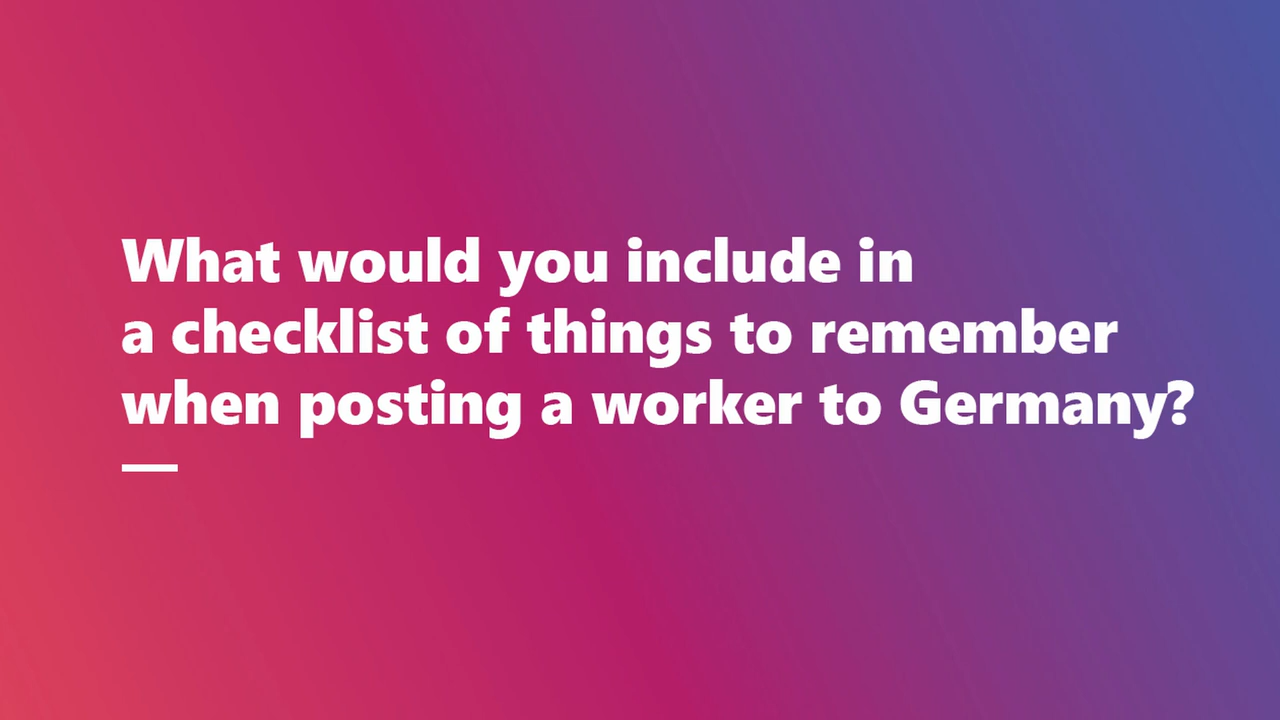 What would you include in
a checklist of things to remember
when posting a worker to Germany?